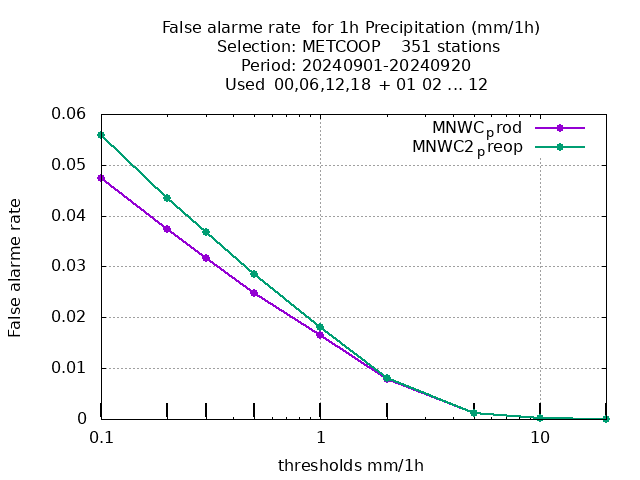 False alarme rate  for 1h Precipitation (mm/1h)
Selection: METCOOP    351 stations
Period: 20240901-20240920
Used  00,06,12,18 + 01 02 ... 12
MNWCprod
MNWC2preop
0.06
0.05
0.04
0.03
0.02
0.01
0
False alarme rate
0.1 1 10
thresholds mm/1h